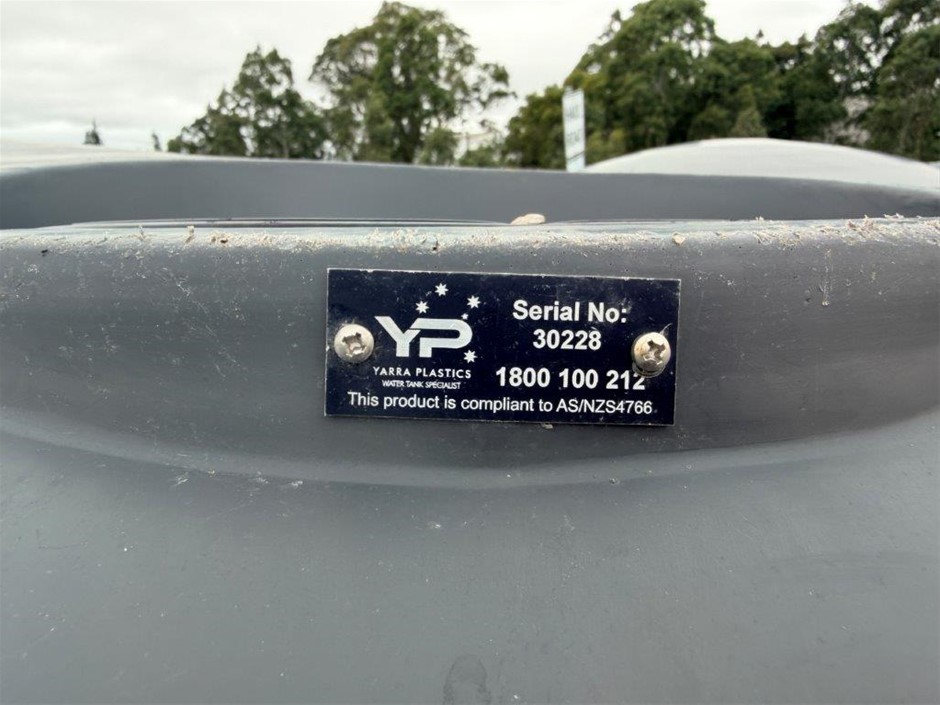 YP
YARRA PLASTICS
WATER TANK SPECIALIST
Serial No:
30228
1800 100 212
This product is compliant to AS/NZS4766